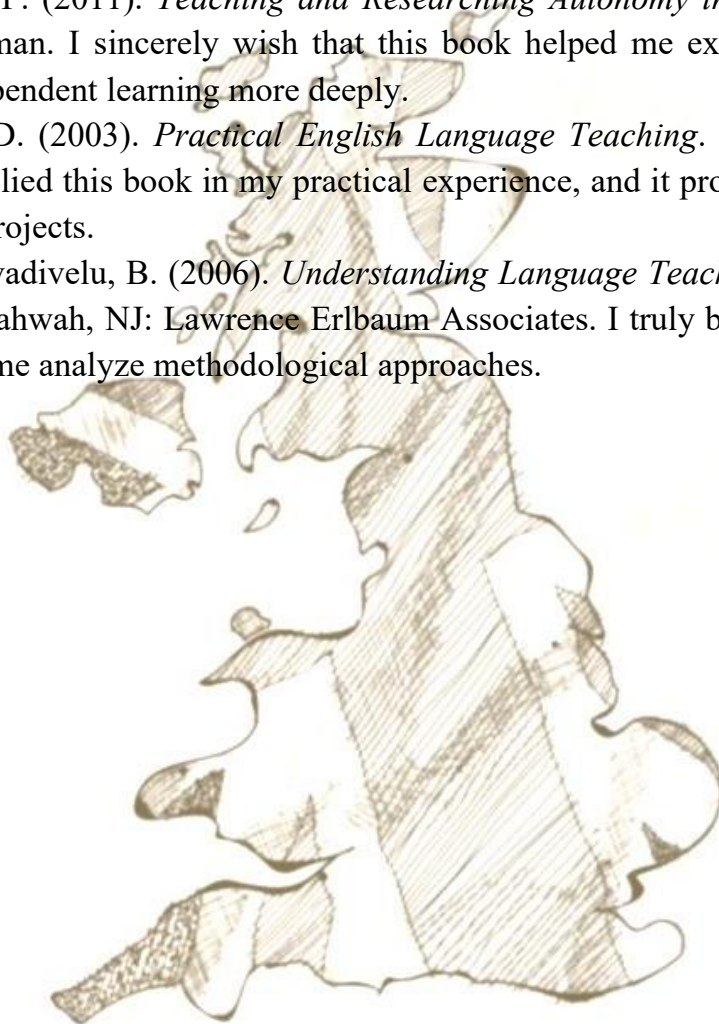 (2011). Teaching and Researching Autonomy in
man. I sincerely wish that this book helped me ex
pendent learning more deeply.
D. (2003). Practical English Language Teaching.
lied this book in my practical experience, and it pro
rojects.
vadivelu, B. (2006). Understanding Language Teac
ahwah, NJ: Lawrence Erlbaum Associates. I truly b
me analyze methodological approaches.